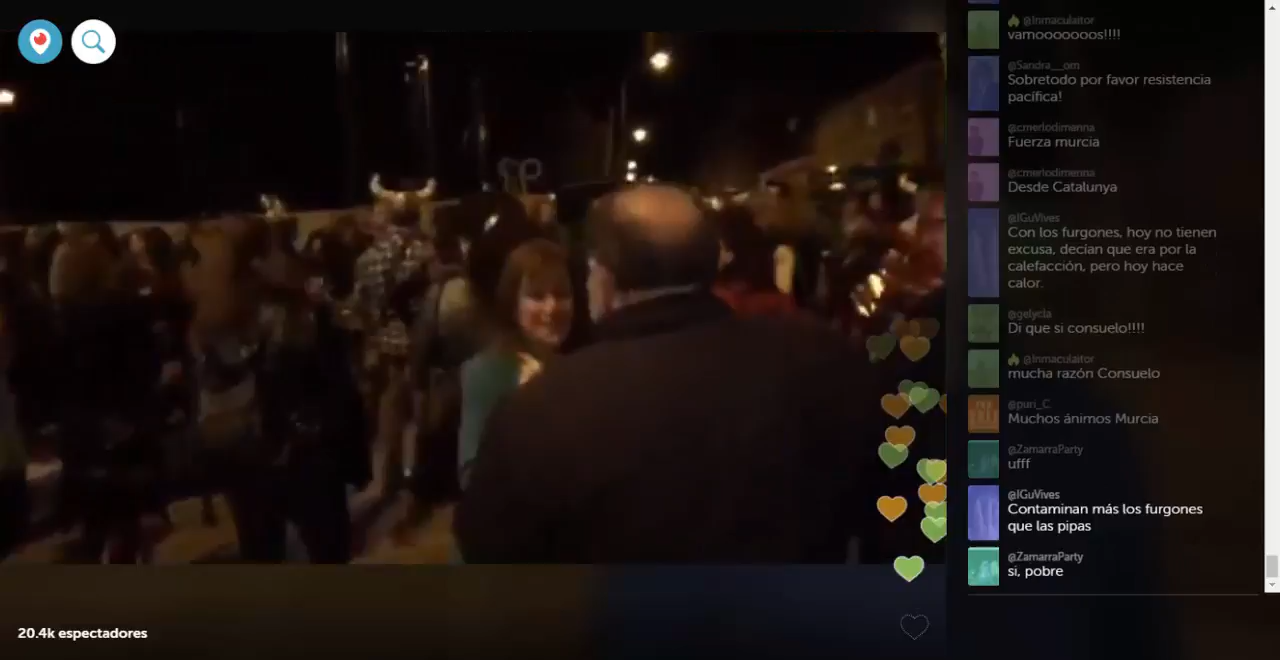 @Inmaculaitor
vamooooooos!!!!
@Sandra__om
Sobretodo por favor resistencia
pacífica!
@cmerlodimanna
Fuerza murcia
@cmerlodimanna
Desde Catalunya
@IGuVives
Con los furgones, hoy no tienen
excusa, decían que era por la
calefacción, pero hoy hace
calor.
@gelycla
Di que si consuelo!!!!
@Inmaculaitor
mucha razón Consuelo
@puri_C.
Muchos ánimos Murcia
@ZamarraParty
ufff
@IGuVives
Contaminan más los furgones
que las pipas
@ZamarraParty
si, pobre
20.4k espectadores